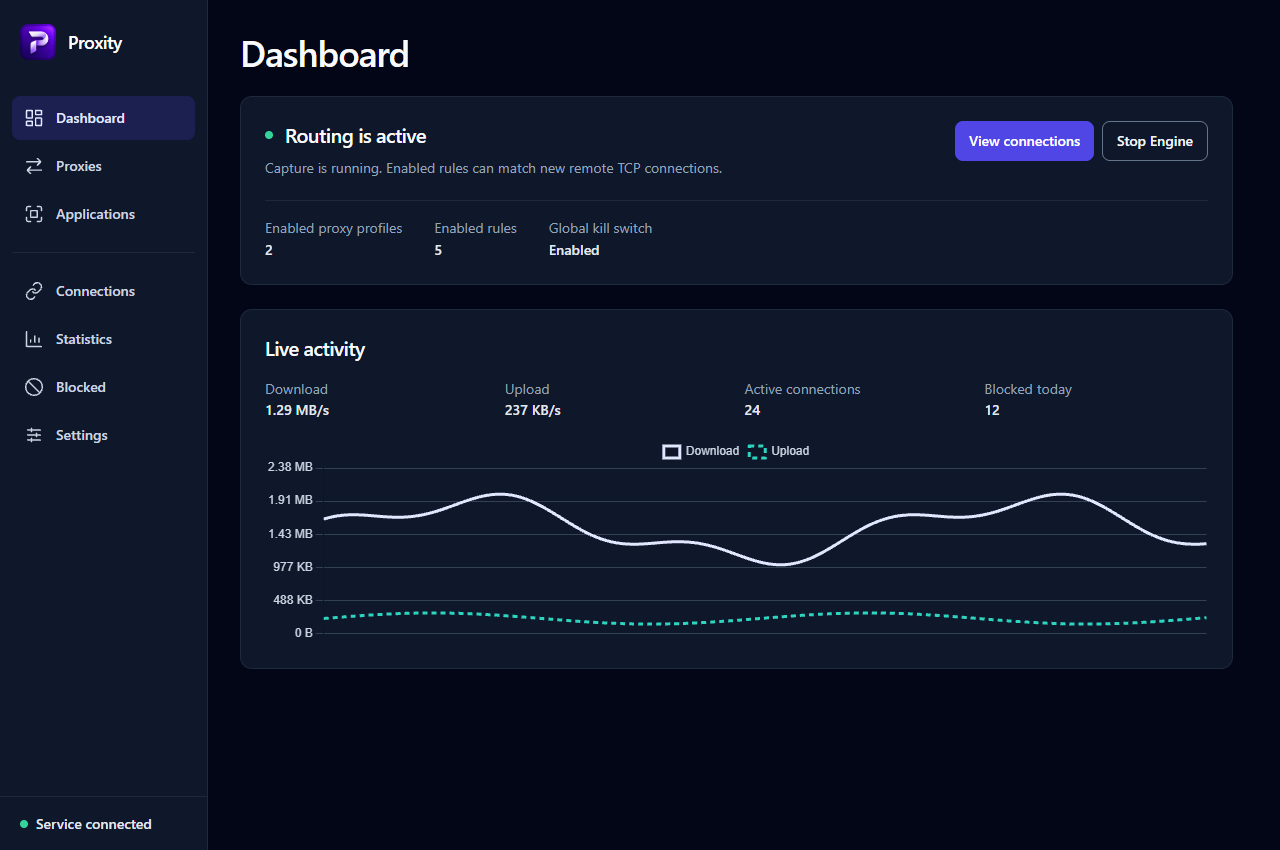 Proxity
Dashboard
Proxies
Applications
Connections
Statistics
Blocked
Settings
Service connected
Dashboard
Routing is active
Capture is running. Enabled rules can match new remote TCP connections.
View connections
Stop Engine
Enabled proxy profiles
2
Enabled rules
5
Global kill switch
Enabled
Live activity
Download
1.29 MB/s
Upload
237 KB/s
Active connections
24
Blocked today
12
Download
Upload
2.38 MB
1.91 MB
1.43 MB
977 KB
488 KB
0 B